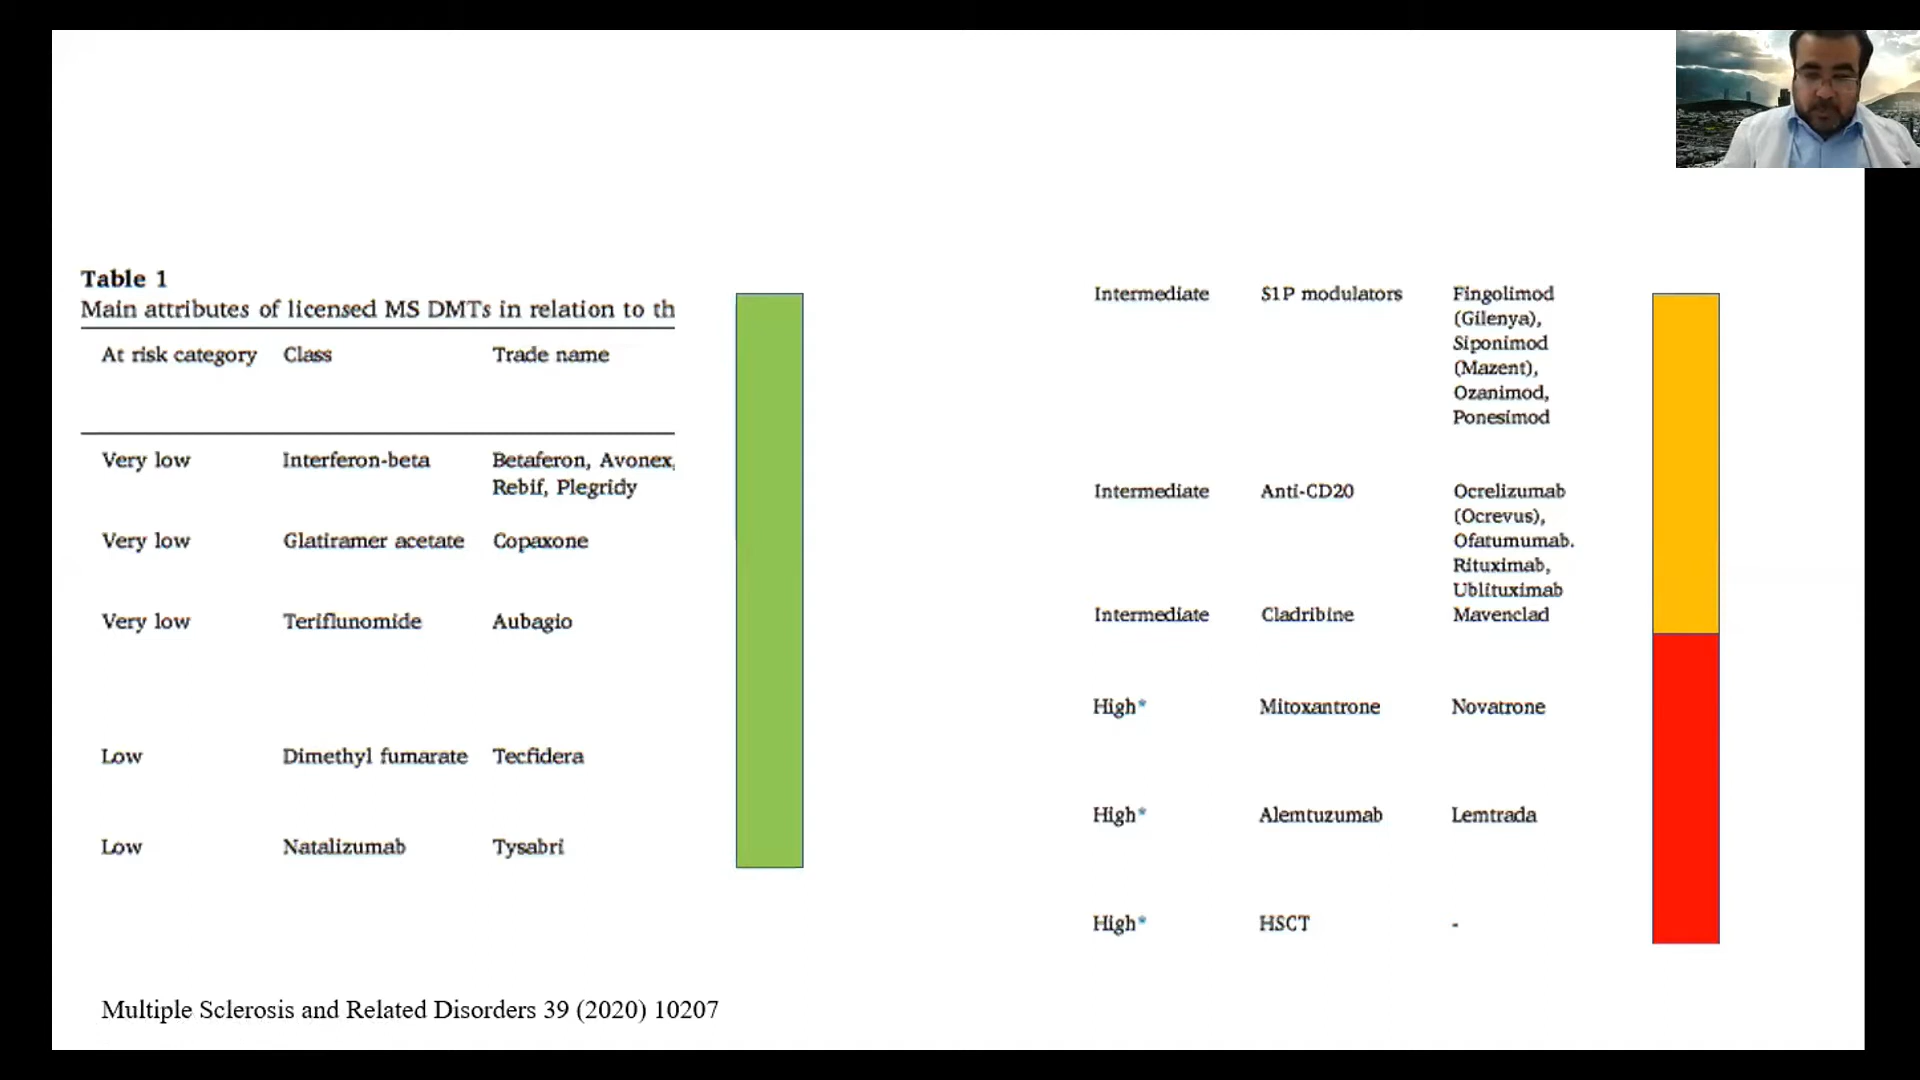 Table 1
Main attributes of licensed MS DMTs in relation to th
At risk category Class Trade name
Very low Interferon-beta Betaferon, Avonex,
Rebif, Plegridy
Very low Glatiramer acetate Copaxone
Very low Teriflunomide Aubagio
Low Dimethyl fumarate Tecfidera
Low Natalizumab Tysabri
Intermediate S1P modulators Fingolimod
(Gilenya),
Siponimod
(Mazent),
Ozanimod,
Ponesimod
Intermediate Anti-CD20 Ocrelizumab
(Ocrevus),
Ofatumumab.
Rituximab,
Ublituximab
Intermediate Cladribine Mavenclad
High* Mitoxantrone Novatrone
High* Alemtuzumab Lemtrada
High* HSCT -
Multiple Sclerosis and Related Disorders 39 (2020) 10207